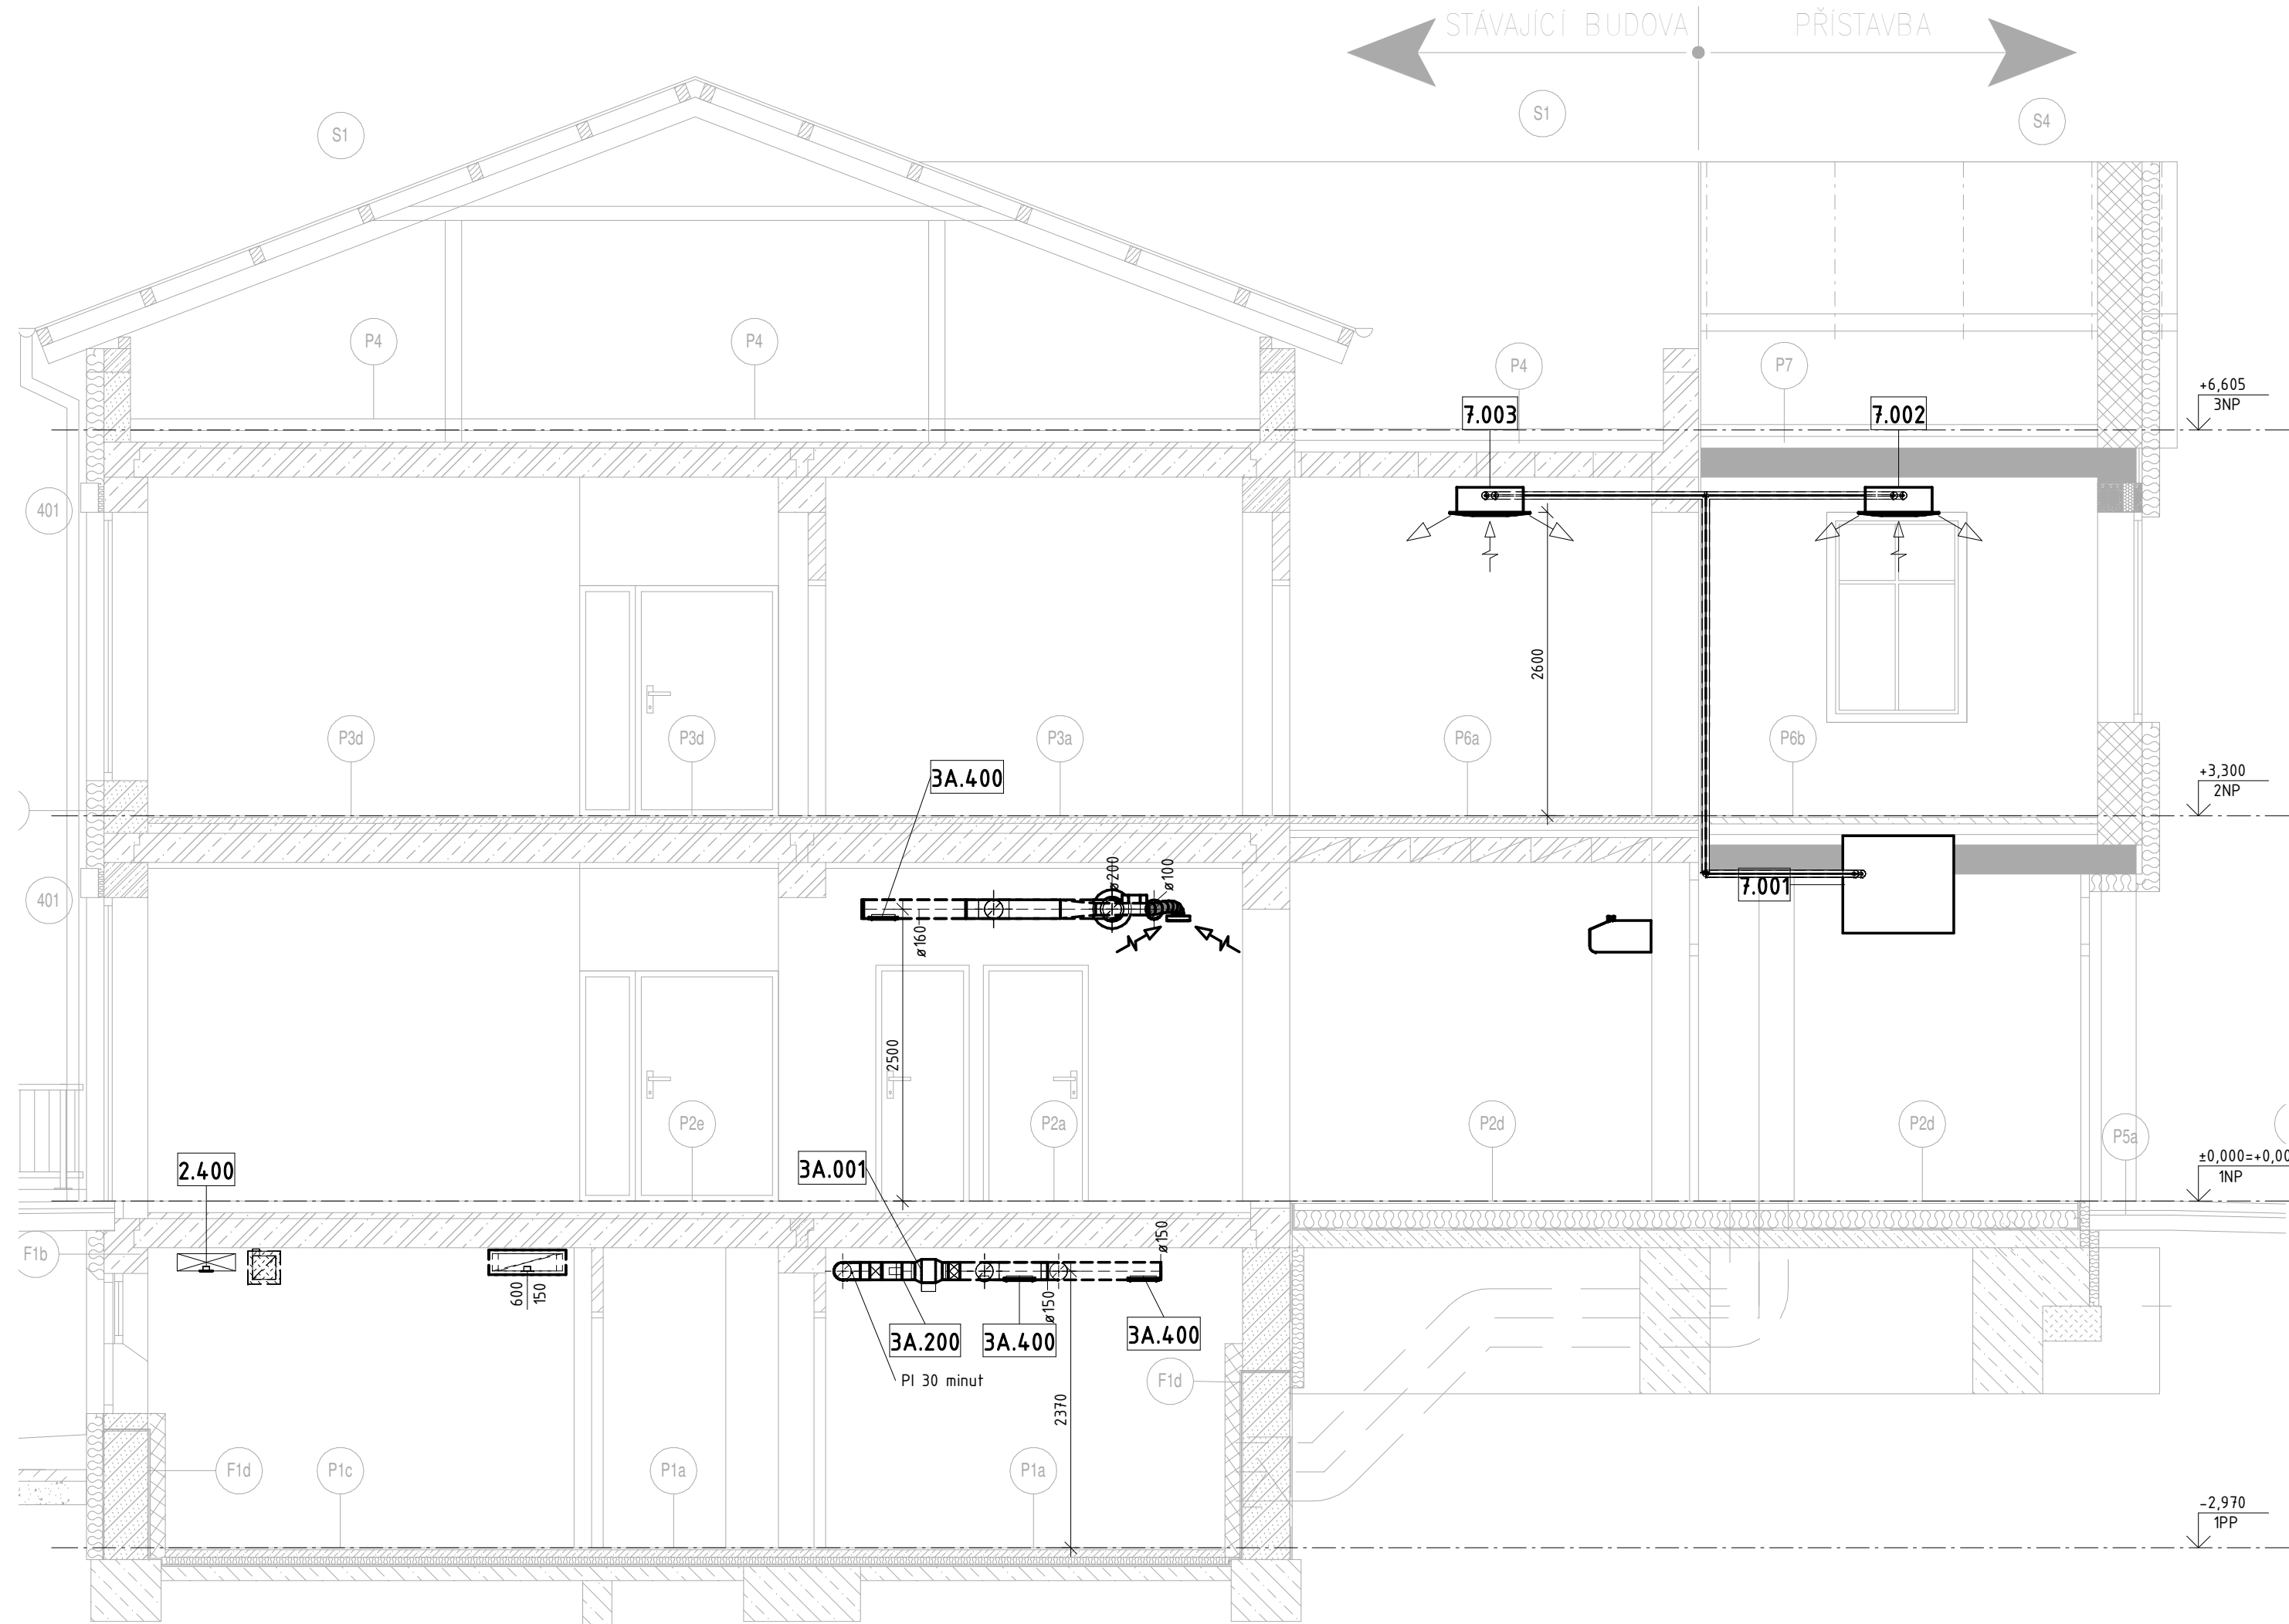 STÁVAJÍCÍ BUDOVA
PŘÍSTAVBA
S1
S1
S4
P4
P4
P4
P7
+6,605
3NP
7.003
7.002
401
2600
P3d
P3d
P3a
P6a
P6b
3A.400
+3,300
2NP
ø200
ø100
7.001
401
ø160
2500
P2e
P2a
P2d
P2d
P5a
2.400
3A.001
±0,000=+0,00
1NP
F1b
ø150
600
150
ø150
3A.200
3A.400
3A.400
PI 30 minut
F1d
2370
F1d
P1c
P1a
P1a
-2,970
1PP